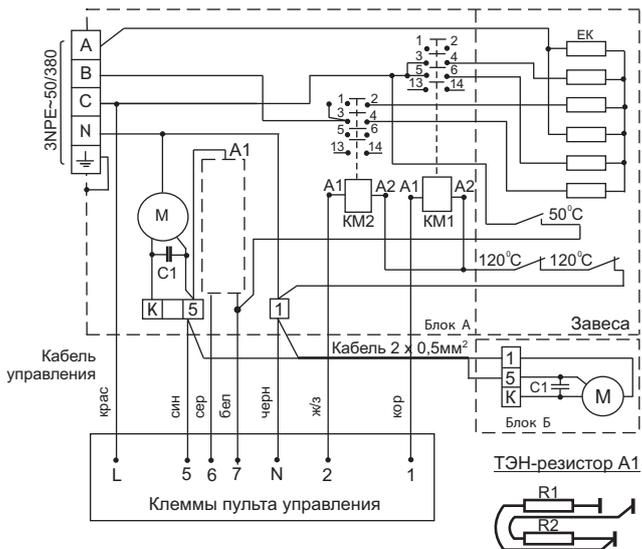 3NPE~50/380
A
B
C
N
EК
1 2
3 4
5 6
13 14
1 2
3 4
5 6
13 14
A1
M
C1
К 5
A1 A2
КМ2
A1 A2
КМ1
50°C
120°C 120°C
1
Блок А
Завеса
Кабель управления
Кабель 2 х 0,5мм²
1
5
К
C1
M
Блок Б
крас
син
сер
бел
черн
ж/з
кор
L 5 6 7 N 2 1
Клеммы пульта управления
ТЭН-резистор А1
R1
R2